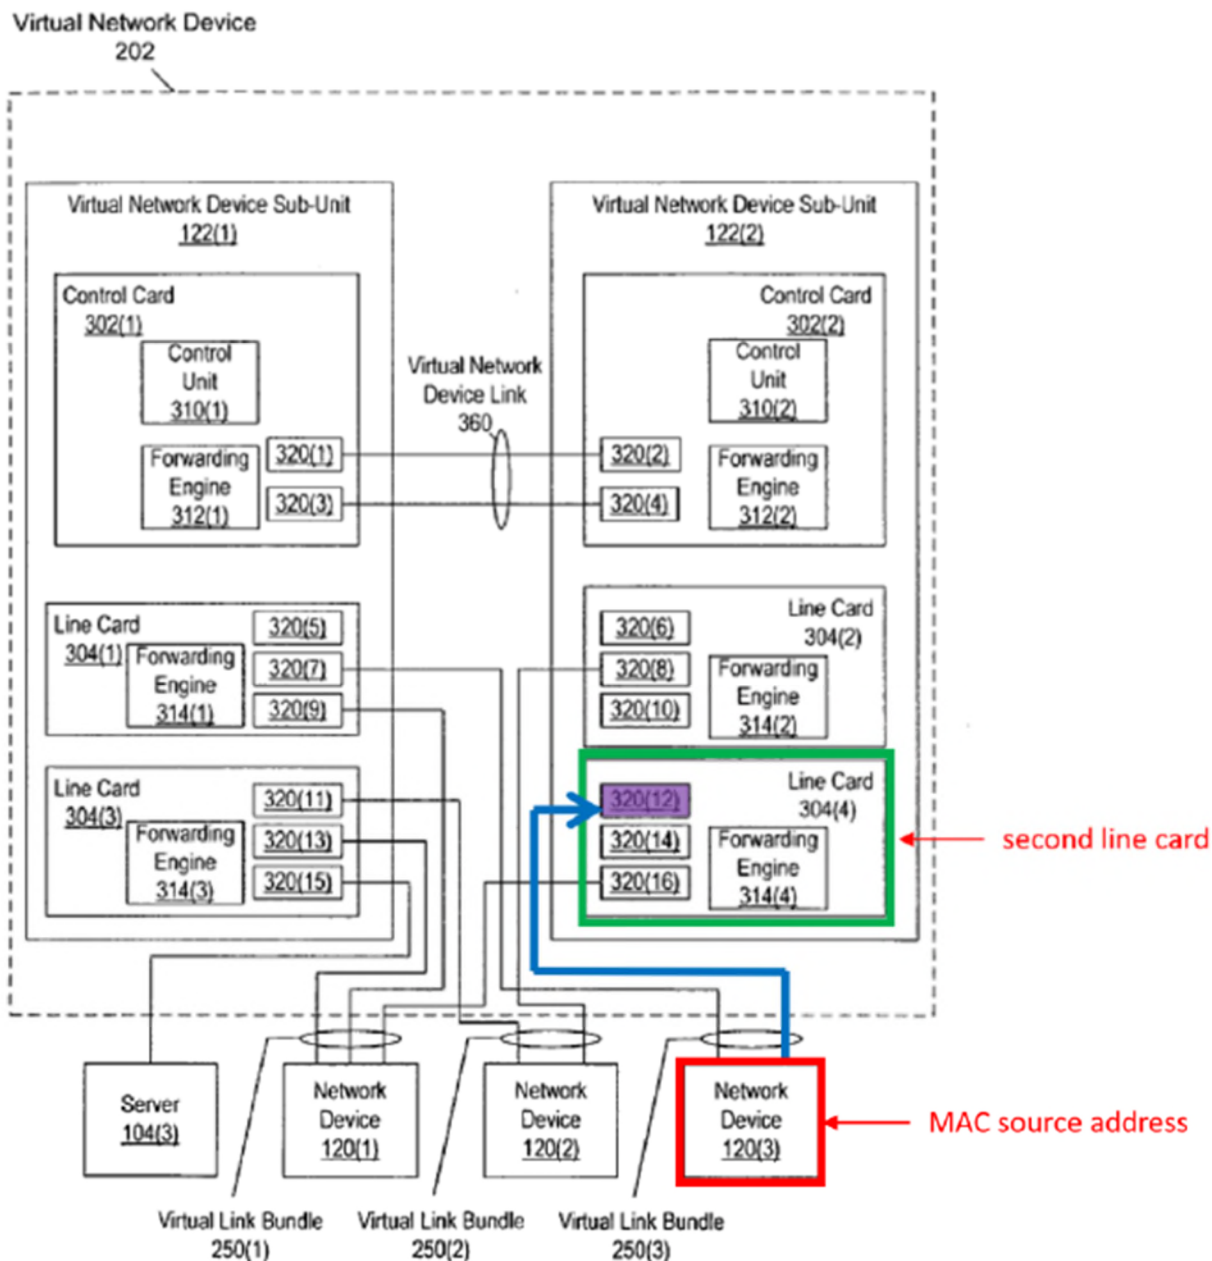 Virtual Network Device
202
Virtual Network Device Sub-Unit
122(1)
Control Card
302(1)
Control
Unit
310(1)
Forwarding
Engine
312(1)
320(1)
320(3)
Line Card
304(1)
Forwarding
Engine
314(1)
320(5)
320(7)
320(9)
Line Card
304(3)
Forwarding
Engine
314(3)
320(11)
320(13)
320(15)
Virtual Network
Device Link
360
Virtual Network Device Sub-Unit
122(2)
Control Card
302(2)
Control
Unit
310(2)
320(2)
320(4)
Forwarding
Engine
312(2)
Line Card
304(2)
320(6)
320(8)
320(10)
Forwarding
Engine
314(2)
Line Card
304(4)
320(12)
320(14)
320(16)
Forwarding
Engine
314(4)
second line card
Server
104(3)
Network
Device
120(1)
Network
Device
120(2)
Network
Device
120(3)
MAC source address
Virtual Link Bundle
250(1)
Virtual Link Bundle
250(2)
Virtual Link Bundle
250(3)